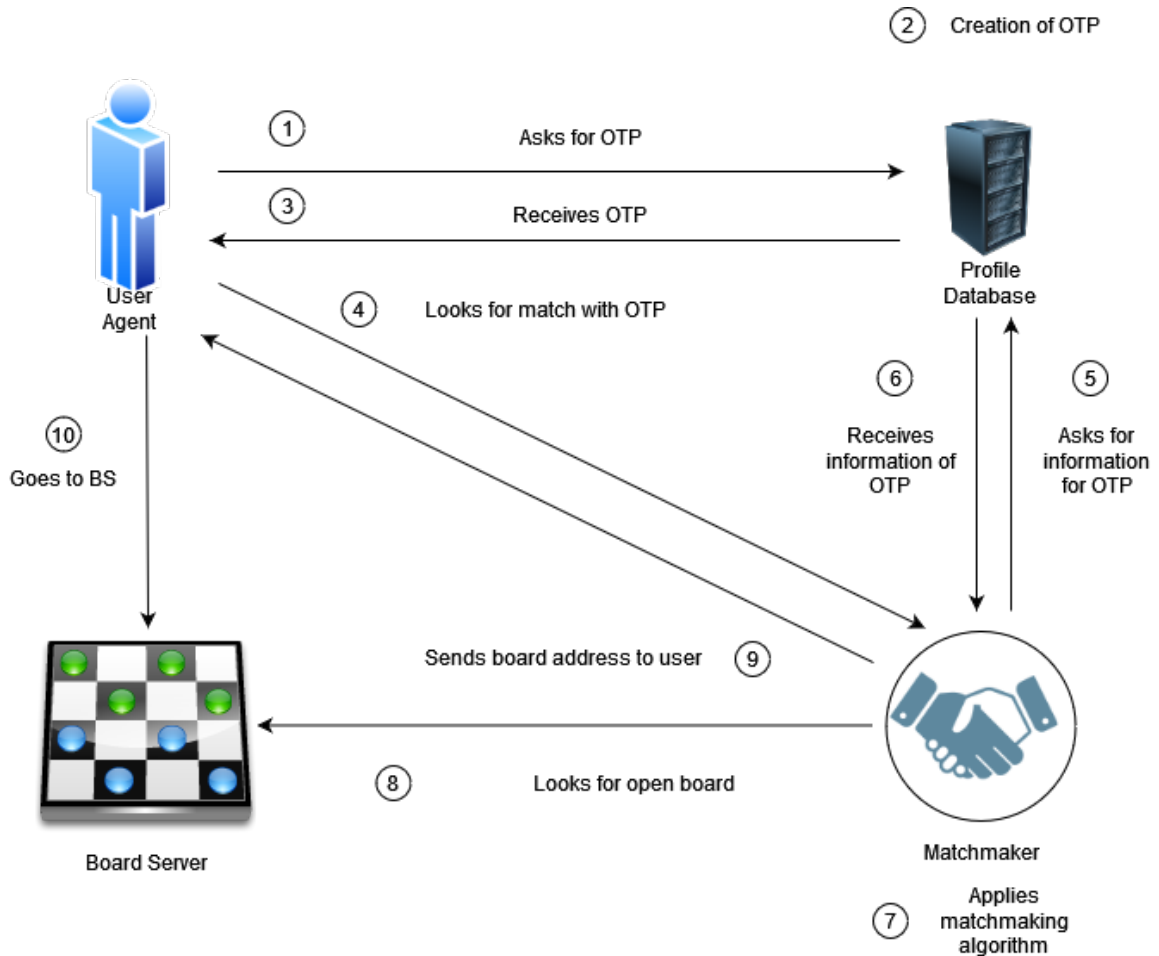 2 Creation of OTP
1 Asks for OTP
3 Receives OTP
User
Agent
Profile
Database
4 Looks for match with OTP
6
5
Receives
information of
OTP
Asks for
information
for OTP
10
Goes to BS
Sends board address to user 9
8 Looks for open board
Board Server
Matchmaker
7
Applies
matchmaking
algorithm